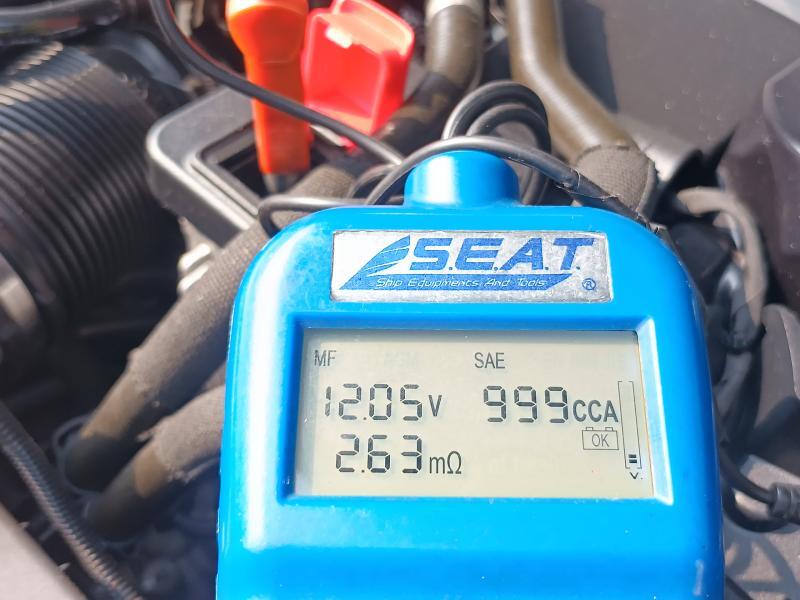 S.E.A.T.
Ship Equipments And Tools
®
MF SAE
12.05V 999CCA
OK
2.63mΩ